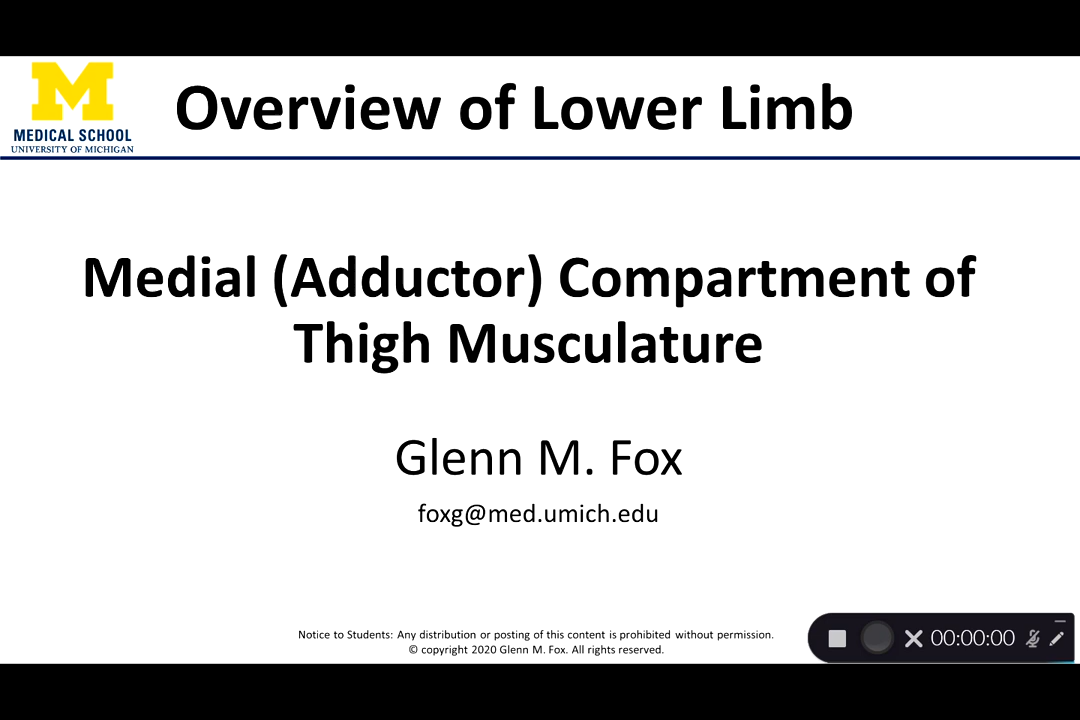 M
MEDICAL SCHOOL
UNIVERSITY OF MICHIGAN
Overview of Lower Limb
Medial (Adductor) Compartment of
Thigh Musculature
Glenn M. Fox
foxg@med.umich.edu
Notice to Students: Any distribution or posting of this content is prohibited without permission.
© copyright 2020 Glenn M. Fox. All rights reserved.
00:00:00